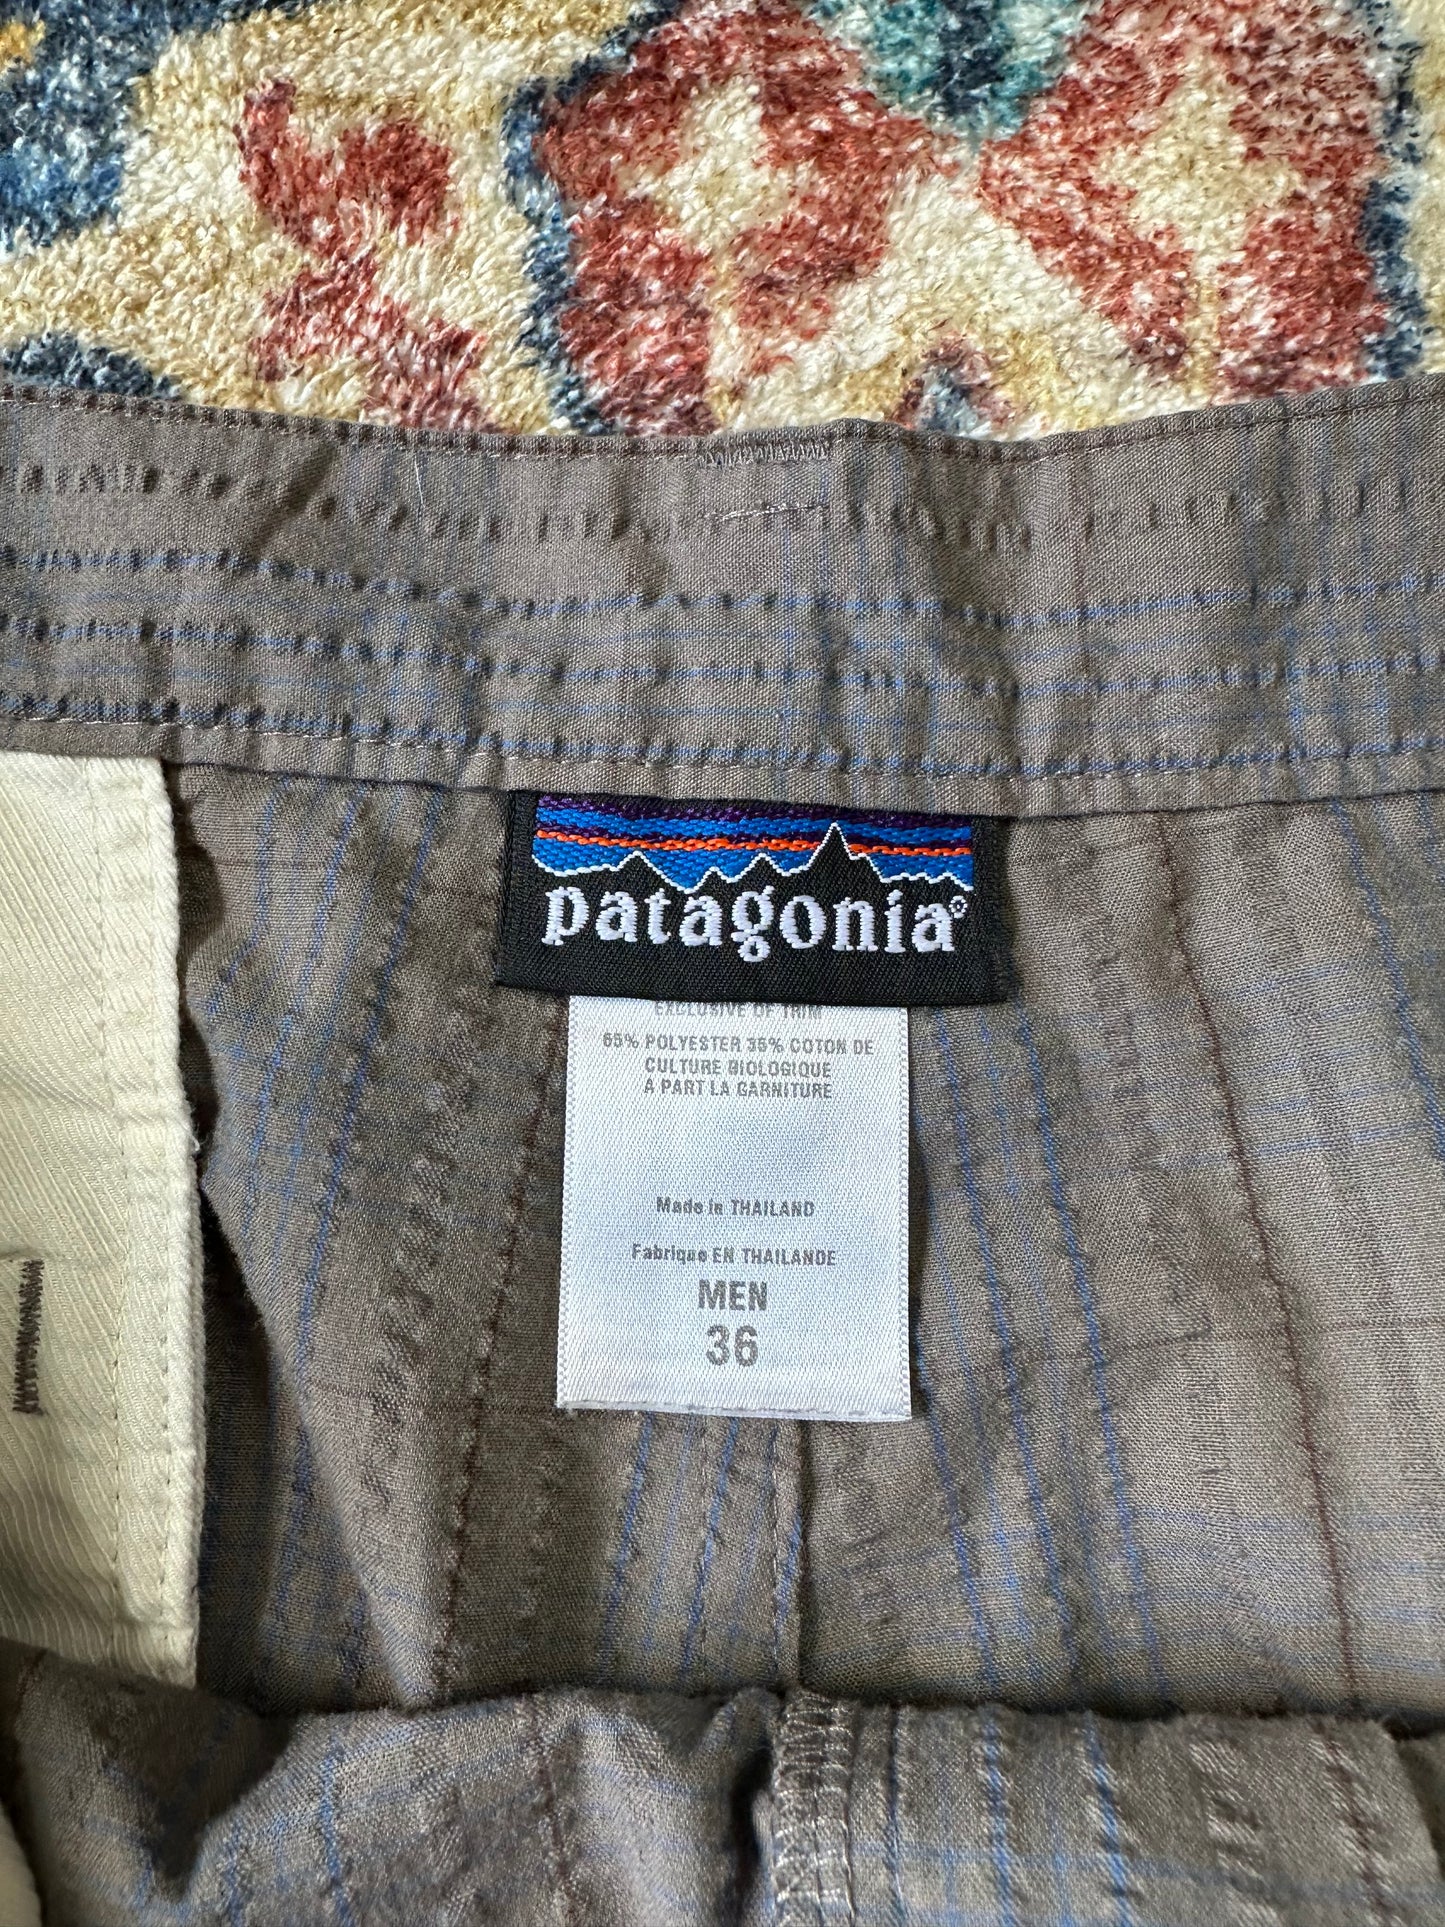 patagonia®
EXCLUSIVE OF TRIM
65% POLYESTER 35% COTON DE
CULTURE BIOLOGIQUE
A PART LA GARNITURE
Made in THAILAND
Fabrique EN THAILANDE
MEN
36